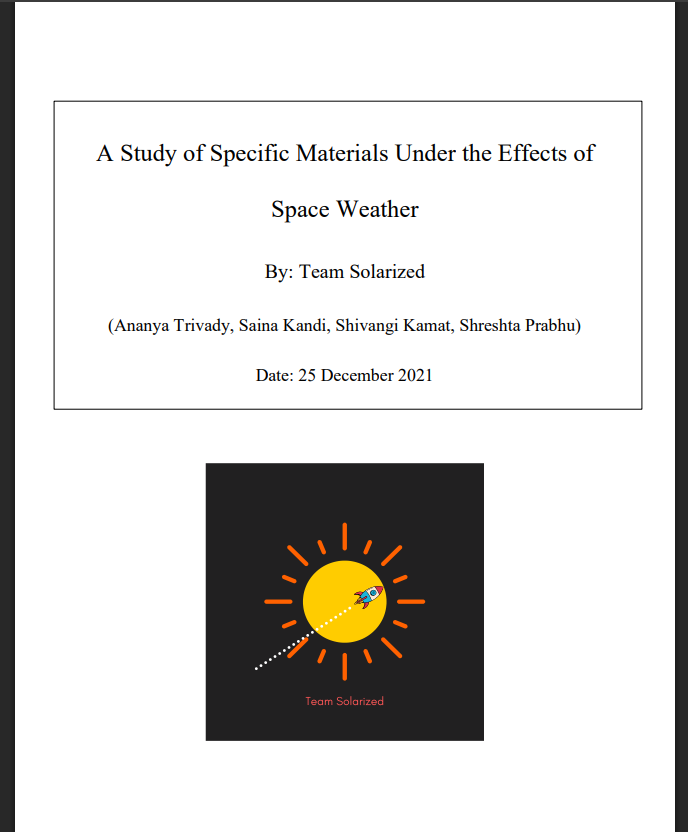 A Study of Specific Materials Under the Effects of
Space Weather
By: Team Solarized
(Ananya Trivady, Saina Kandi, Shivangi Kamat, Shreshta Prabhu)
Date: 25 December 2021
Team Solarized